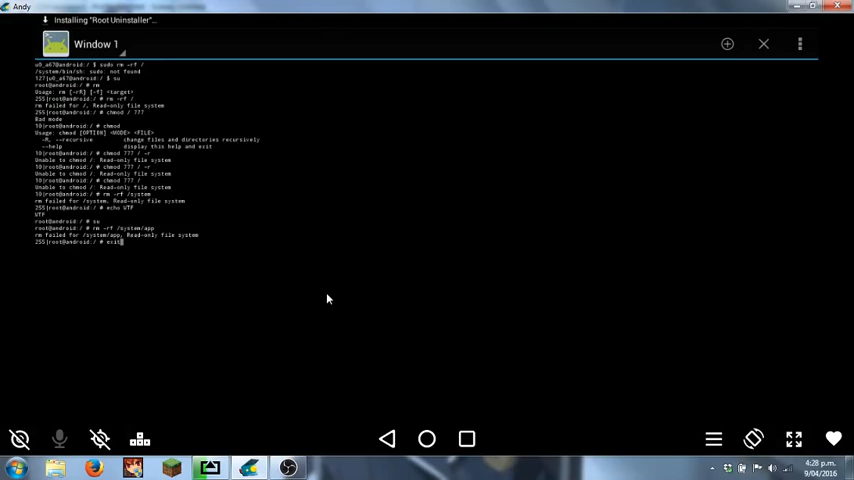 Andy
Installing "Root Uninstaller"...
Window 1
u0_a67@android:/ $ sudo rm -rf /
/system/bin/sh: sudo: not found
127|u0_a67@android:/ $ su
root@android:/ # rm
Usage: rm [-rR] [-f] <target>
255|root@android:/ # rm -rf /
rm failed for /, Read-only file system
255|root@android:/ # chmod / 777
Bad mode
10|root@android:/ # chmod
Usage: chmod [OPTION] <MODE> <FILE>
-R, --recursive change files and directories recursively
--help display this help and exit
10|root@android:/ # chmod 777 / -r
Unable to chmod /: Read-only file system
10|root@android:/ # chmod 777 / -r
Unable to chmod /: Read-only file system
10|root@android:/ # chmod 777 /
Unable to chmod /: Read-only file system
10|root@android:/ # rm -rf /system
rm failed for /system, Read-only file system
255|root@android:/ # echo WTF
WTF
root@android:/ # su
root@android:/ # rm -rf /system/app
rm failed for /system/app, Read-only file system
255|root@android:/ # exit
4:28 p.m.
9/04/2016